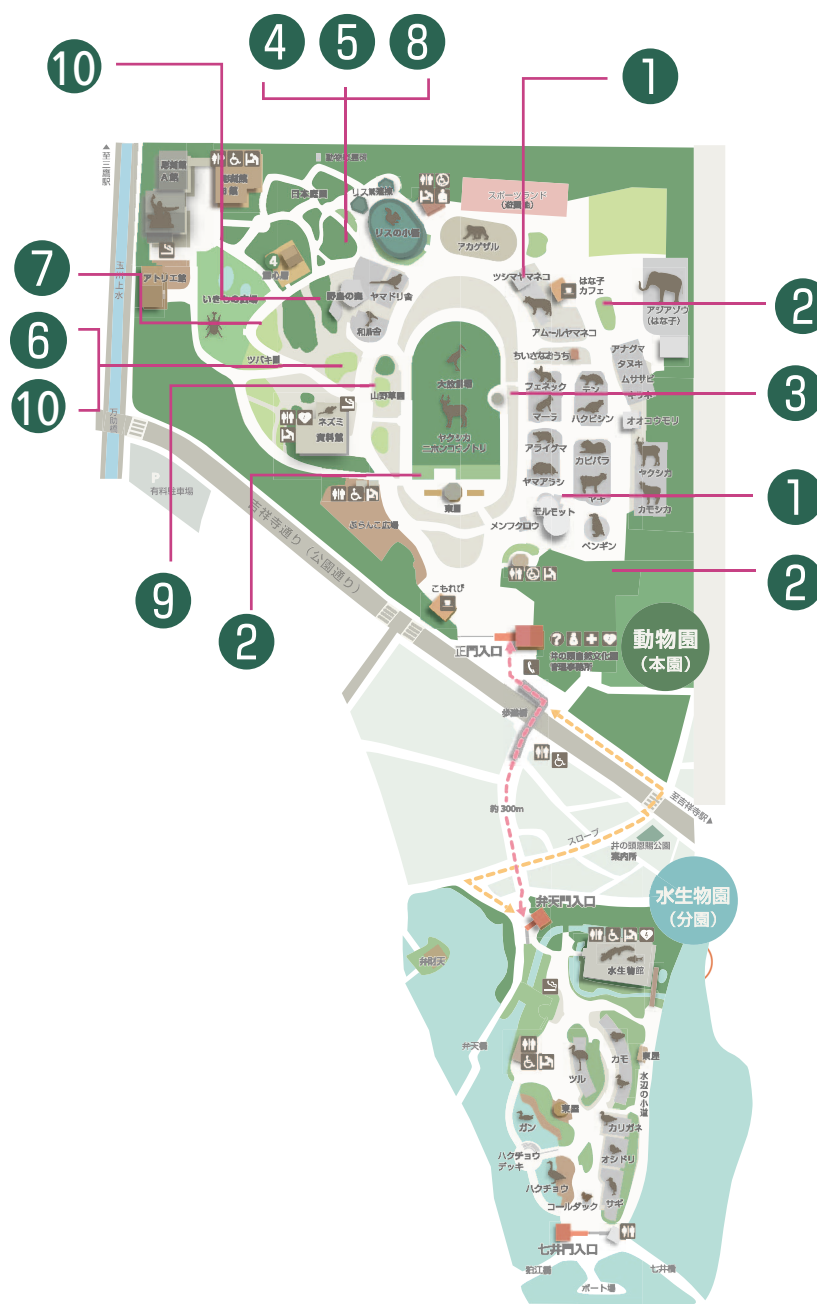 4
5
8
10
1
▲至三鷹駅
彫刻館
A館
彫刻館
B館
日本庭園
リス繁殖棟
リスの小径
スポーツランド
（遊園地）
アカゲザル
玉川上水
アトリエ館
4
いきもの広場
野鳥の森
ヤマドリ舎
和鳥舎
ツシマヤマネコ
はな子
カフェ
アムールヤマネコ
アジアゾウ
（はな子）
7
2
6
10
ツバキ園
山野草園
大放飼場
ヤクシカ
ニホンコウノトリ
ちいさなおうち
フェネック
テン
マーラ
ハクビシン
アナグマ
タヌキ
ムササビ
キツネ
オオコウモリ
3
万助橋
ネズミ
資料館
アライグマ
カピバラ
ヤマアラシ
ヤギ
ヤクシカ
カモシカ
P
有料駐車場
ぶらんこ広場
東屋
メンフクロウ
モルモット
ペンギン
1
吉祥寺通り（公園通り）
9
2
2
こもれび
正門入口
井の頭自然文化園
管理事務所
動物園
（本園）
歩道橋
約300m
至吉祥寺駅▶
スロープ
井の頭恩賜公園
案内所
弁天門入口
水生物園
（分園）
弁財天
水生物館
弁天橋
ツル
カモ
東屋
水辺の小道
東屋
ガン
カリガネ
ハクチョウ
デッキ
オシドリ
ハクチョウ
コールダック
サギ
七井門入口
狛江橋
七井橋
ボート場